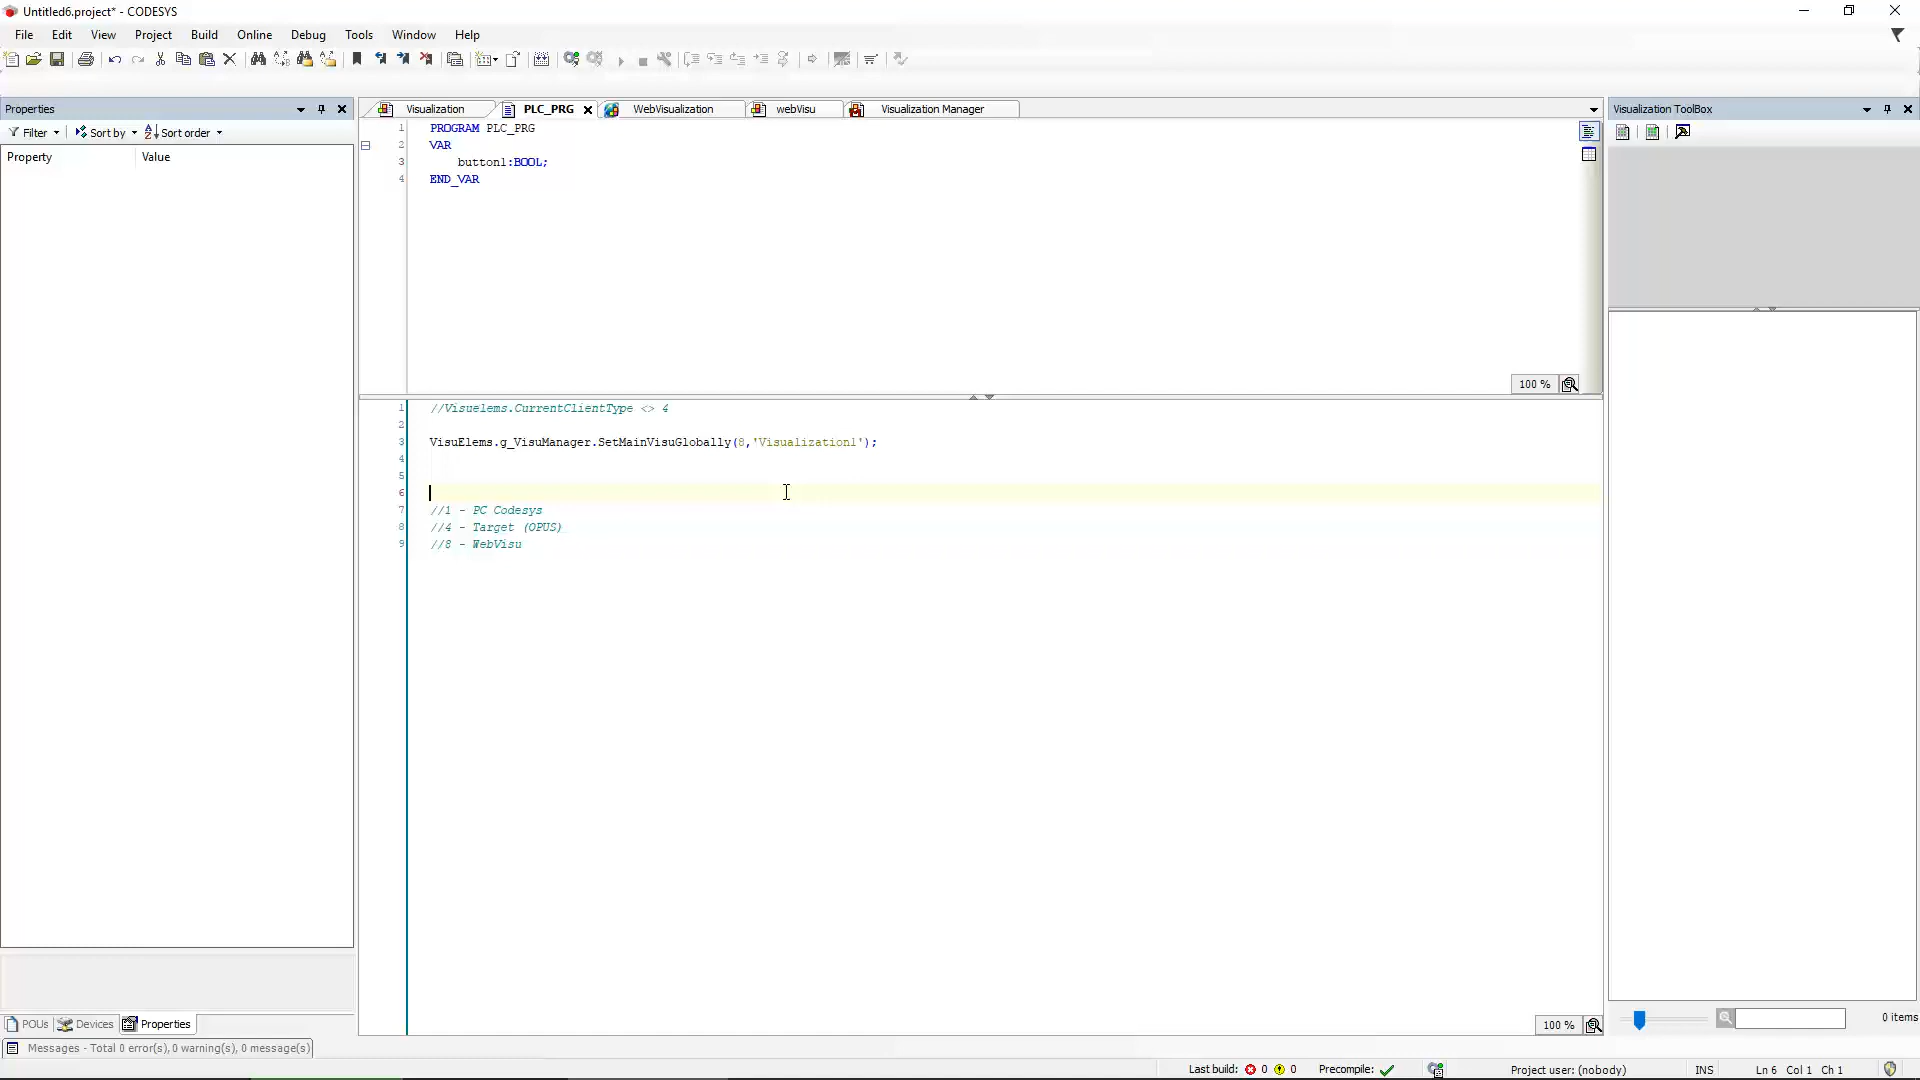 Untitled6.project* - CODESYS
File Edit View Project Build Online Debug Tools Window Help
Properties
Filter Sort by Sort order
Property Value
Visualization PLC_PRG WebVisualization webVisu Visualization Manager
1 PROGRAM PLC_PRG
2 VAR
3 button1:BOOL;
4 END_VAR
100 %
1 //Visuelems.CurrentClientType <> 4
2
3 VisuElems.g_VisuManager.SetMainVisuGlobally(8,'Visualization1');
4
5
6
7 //1 - PC Codesys
8 //4 - Target (OPUS)
9 //8 - WebVisu
100 %
Visualization ToolBox
0 items
POUs Devices Properties
Messages - Total 0 error(s), 0 warning(s), 0 message(s)
Last build: 0 0 Precompile: Project user: (nobody) INS Ln 6 Col 1 Ch 1